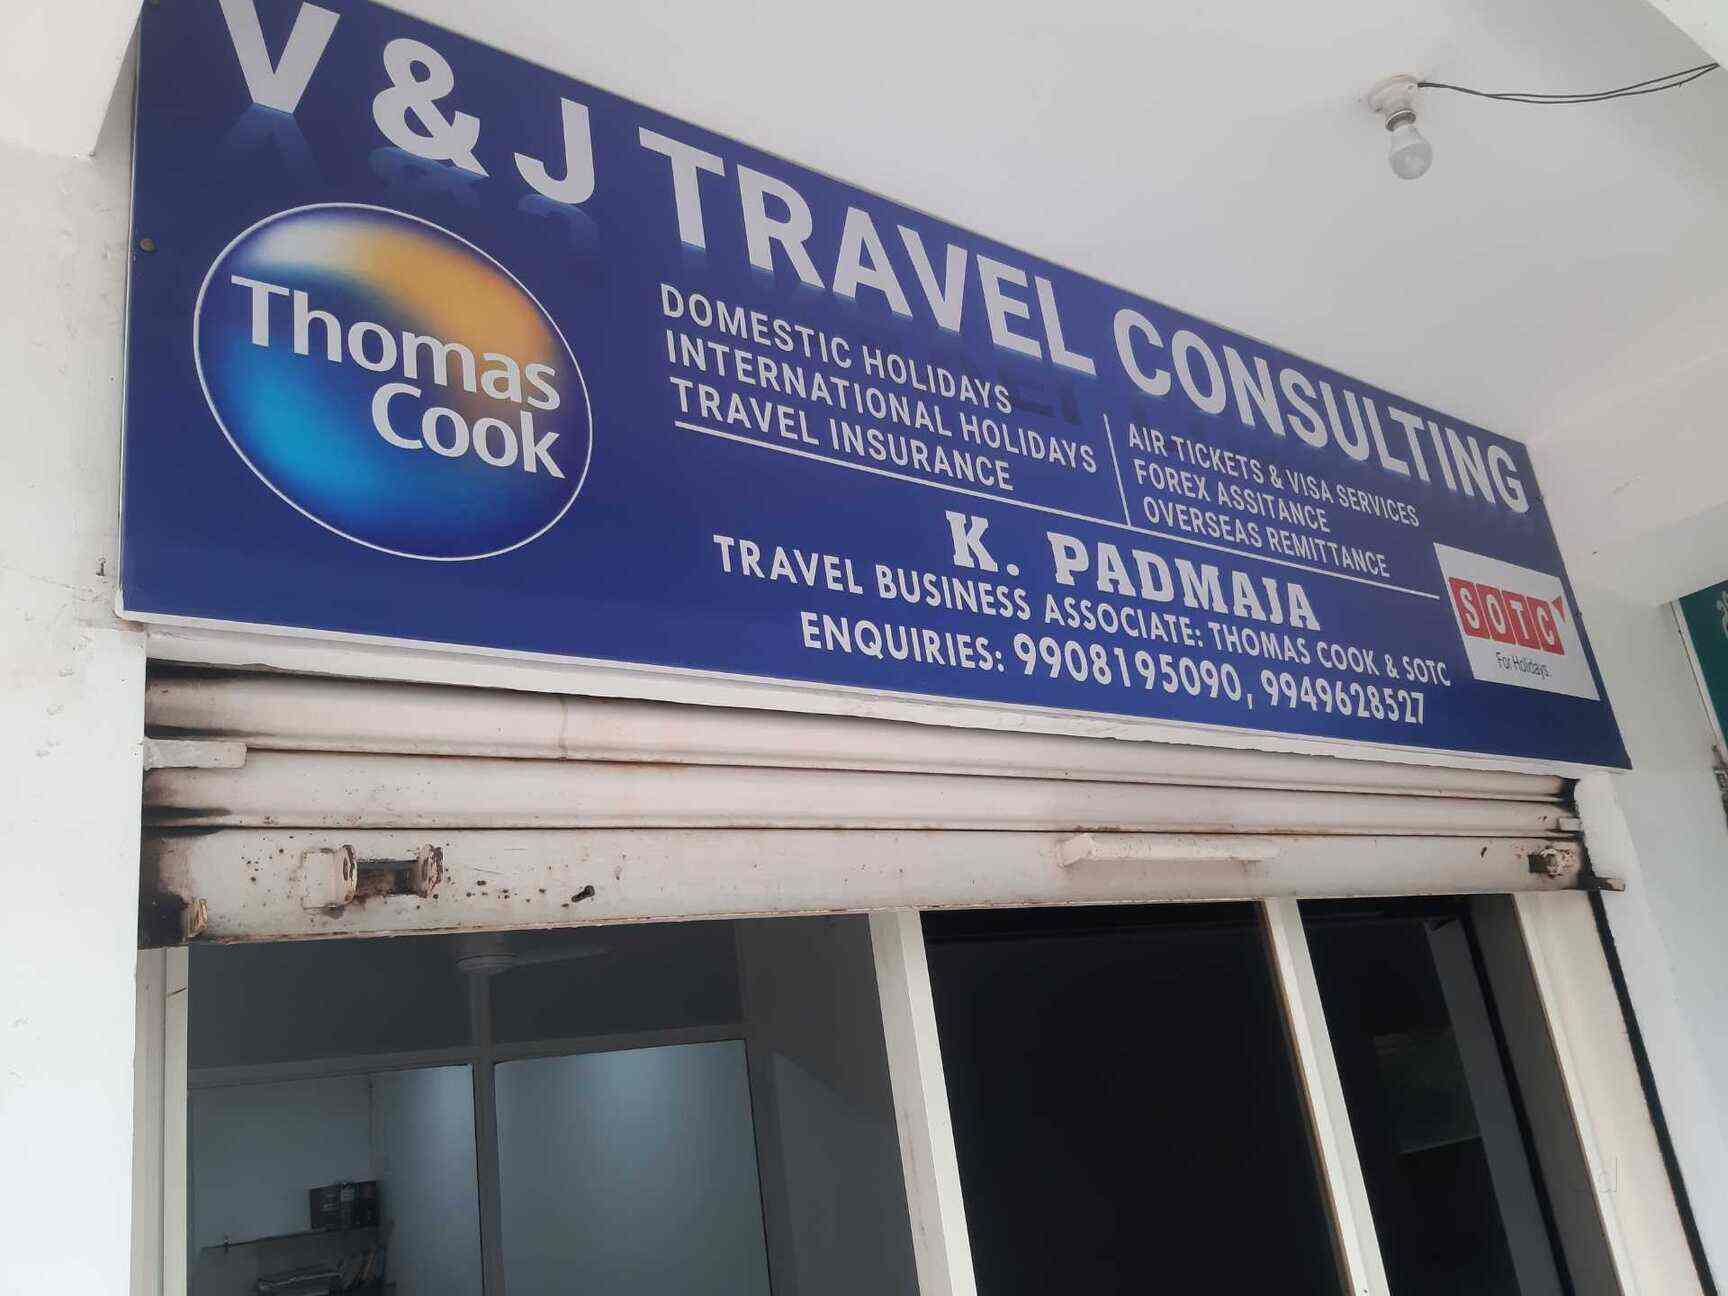 V & J TRAVEL CONSULTING
Thomas
Cook
DOMESTIC HOLIDAYS
INTERNATIONAL HOLIDAYS
TRAVEL INSURANCE
AIR TICKETS & VISA SERVICES
FOREX ASSITANCE
OVERSEAS REMITTANCE
K. PADMAJA
TRAVEL BUSINESS ASSOCIATE: THOMAS COOK & SOTC
ENQUIRIES: 9908195090, 9949628527
SOTC
For Holidays.